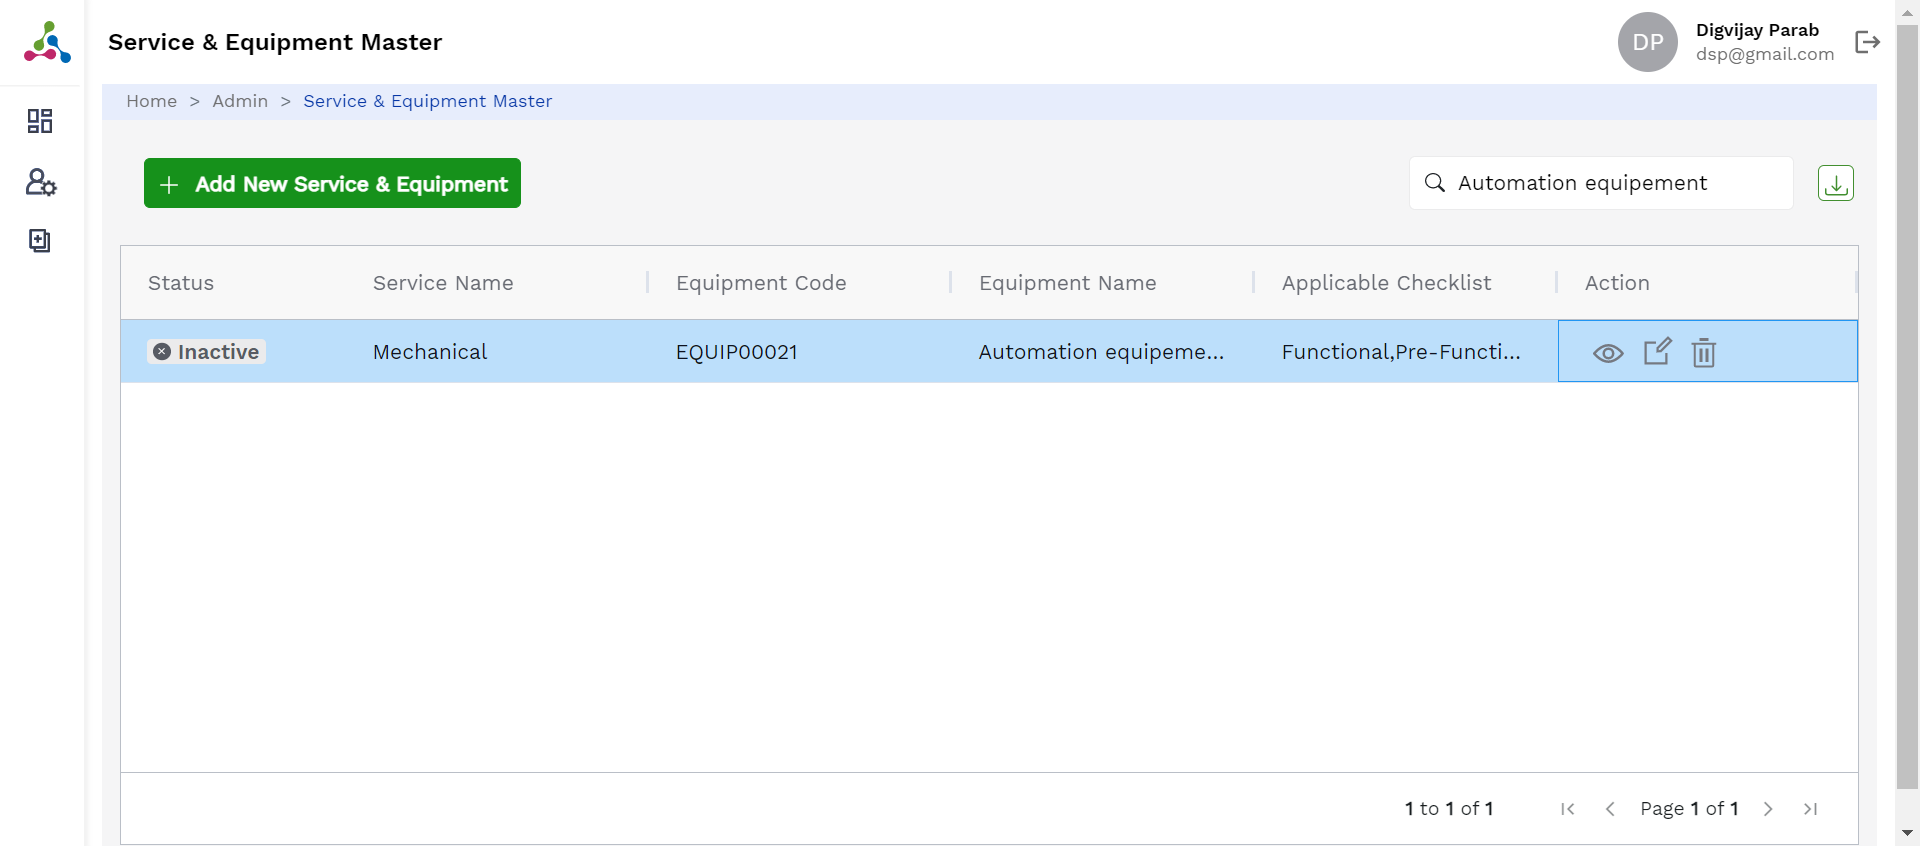 Service & Equipment Master
DP
Digvijay Parab
dsp@gmail.com
Home > Admin > Service & Equipment Master
Add New Service & Equipment
Automation equipement
Status Service Name Equipment Code Equipment Name Applicable Checklist Action
Inactive Mechanical EQUIP00021 Automation equipeme... Functional,Pre-Functi...
1 to 1 of 1 Page 1 of 1